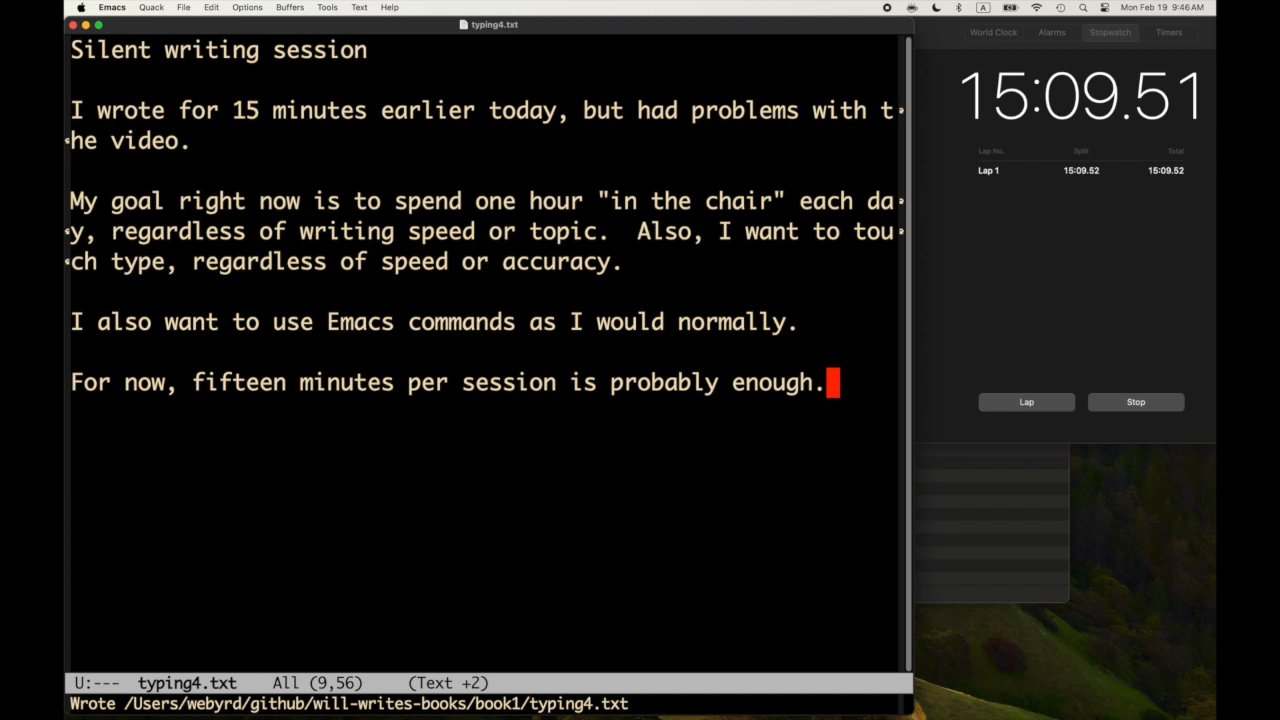 Emacs Quack File Edit Options Buffers Tools Text Help
A
Mon Feb 19 9:46 AM
typing4.txt
Silent writing session
I wrote for 15 minutes earlier today, but had problems with t
he video.
My goal right now is to spend one hour "in the chair" each da
y, regardless of writing speed or topic.  Also, I want to tou
ch type, regardless of speed or accuracy.
I also want to use Emacs commands as I would normally.
For now, fifteen minutes per session is probably enough.
U:--- typing4.txt All (9,56) (Text +2)
Wrote /Users/webyrd/github/will-writes-books/book1/typing4.txt
World Clock Alarms Stopwatch Timers
15:09.51
Lap No. Split Total
Lap 1 15:09.52 15:09.52
Lap Stop